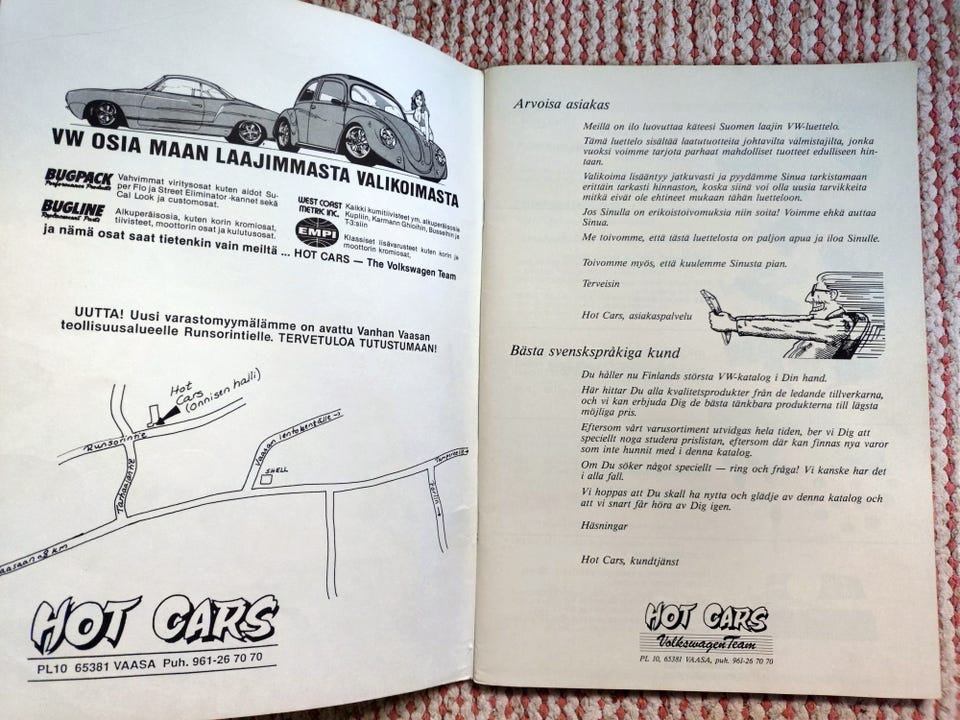 VW OSIA MAAN LAAJIMMASTA VALIKOIMASTA
BUGPACK
Performance Products
Vahvimmat viritysosat kuten aidot Su-
per Flo ja Street Eliminator -kannet sekä
Cal Look ja customosat.
BUGLINE
Replacement Parts
Alkuperäisosia, kuten korin kromiosat,
tiivisteet, moottorin osat ja kulutusosat.
WEST COAST
METRIC INC.
Kaikki kumitiivisteet ym. alkuperäisosia
Kupliin, Karmann Ghioihin, Busseihin ja
T-3:siin
EMPI
Klassiset lisävarusteet kuten korin ja
moottorin kromiosat.
ja nämä osat saat tietenkin vain meiltä ... HOT CARS — The Volkswagen Team
UUTTA! Uusi varastomyymälämme on avattu Vanhan Vaasan
teollisuusalueelle Runsorintielle. TERVETULOA TUTUSTUMAAN!
Hot
Cars
(Onnisen halli)
Runsorintie
Tarhaajantie
Vaasan lentokentälle
SHELL
HOT CARS
PL10 65381 VAASA Puh. 961-26 70 70
Arvoisa asiakas
Meillä on ilo luovuttaa käteesi Suomen laajin VW-luettelo.
Tämä luettelo sisältää laatutuotteita johtavilta valmistajilta, jonka
vuoksi voimme tarjota parhaat mahdolliset tuotteet edulliseen hin-
taan.
Valikoima lisääntyy jatkuvasti ja pyydämme Sinua tarkistamaan
erittäin tarkasti hinnaston, koska siinä voi olla uusia tarvikkeita
mitkä eivät ole ehtineet mukaan tähän luetteloon.
Jos Sinulla on erikoistoivomuksia niin soita! Voimme ehkä auttaa
Sinua.
Me toivomme, että tästä luettelosta on paljon apua ja iloa Sinulle.
Toivomme myös, että kuulemme Sinusta pian.
Terveisin
Hot Cars, asiakaspalvelu
Bästa svenskspråkiga kund
Du håller nu Finlands största VW-katalog i Din hand.
Här hittar Du alla kvalitetsprodukter från de ledande tillverkarna,
och vi kan erbjuda Dig de bästa tänkbara produkterna till lägsta
möjliga pris.
Eftersom vårt varusortiment utvidgas hela tiden, ber vi Dig att
speciellt noga studera prislistan, eftersom där kan finnas nya varor
som inte hunnit med i denna katalog.
Om Du söker något speciellt — ring och fråga! Vi kanske har det
i alla fall.
Vi hoppas att Du skall ha nytta och glädje av denna katalog och
att vi snart får höra av Dig igen.
Häsningar
Hot Cars, kundtjänst
HOT CARS
Volkswagen Team
PL 10, 65381 VAASA, puh. 961-26 70 70